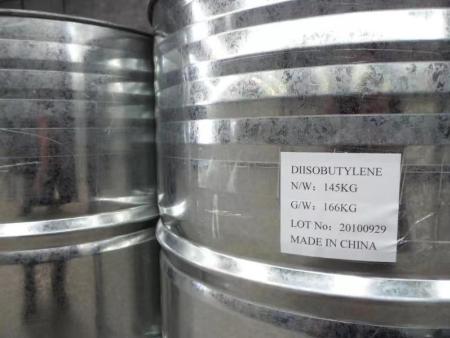 DIISOBUTYLENE
N/W：145KG
G/W：166KG
LOT No：20100929
MADE IN CHINA